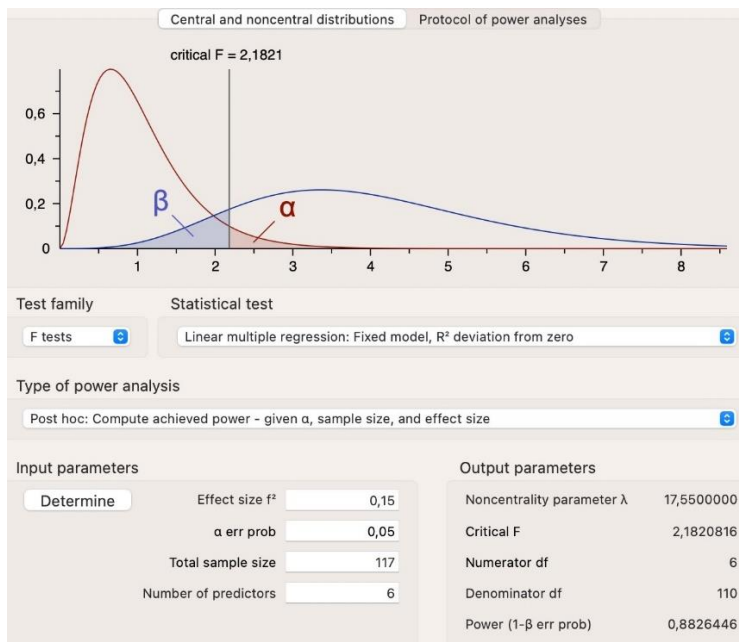 Central and noncentral distributions Protocol of power analyses
critical F = 2,1821
0,6
0,4
0,2
0
β
α
1 2 3 4 5 6 7 8
Test family Statistical test
F tests Linear multiple regression: Fixed model, R² deviation from zero
Type of power analysis
Post hoc: Compute achieved power - given α, sample size, and effect size
Input parameters Output parameters
Determine Effect size f² 0,15 Noncentrality parameter λ 17,5500000
α err prob 0,05 Critical F 2,1820816
Total sample size 117 Numerator df 6
Number of predictors 6 Denominator df 110
Power (1-β err prob) 0,8826446